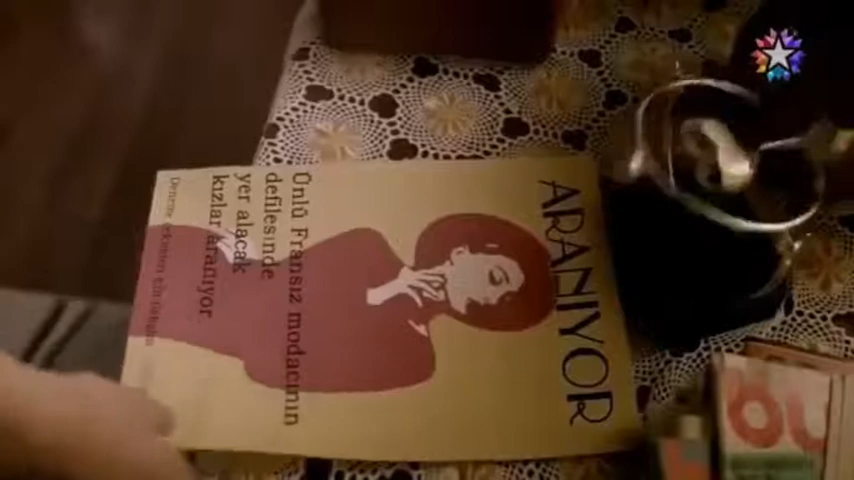 ARANIYOR
Ünlü Fransız modacının
defilesinde
yer alacak
kızlar aranıyor